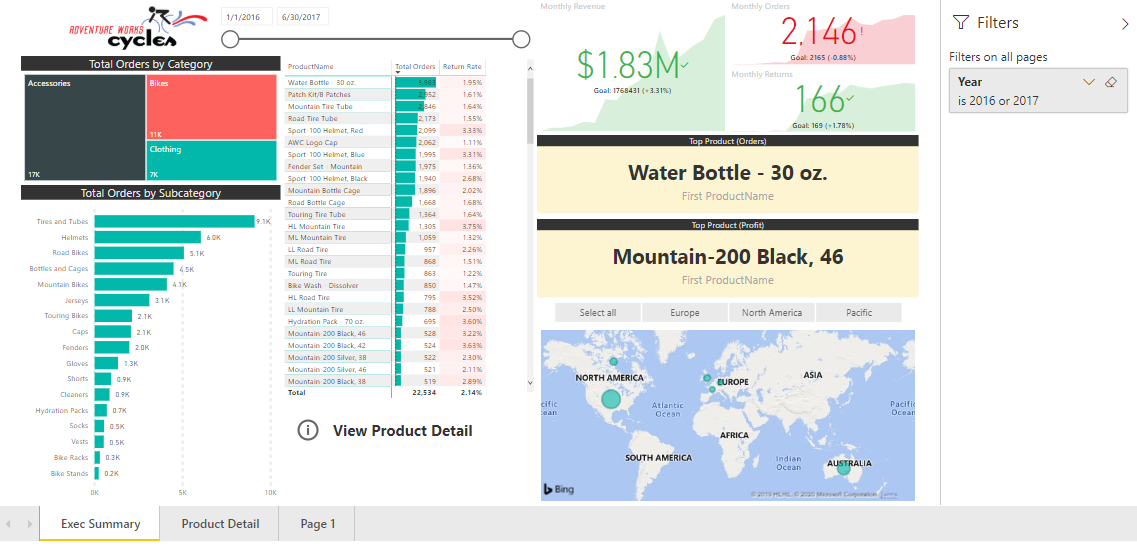 ADVENTURE WORKS
cycles
1/1/2016 6/30/2017
Total Orders by Category
Accessories
17K
Bikes
11K
Clothing
7K
Total Orders by Subcategory
Tires and Tubes 9.1K
Helmets 6.0K
Road Bikes 5.1K
Bottles and Cages 4.5K
Mountain Bikes 4.1K
Jerseys 3.1K
Touring Bikes 2.1K
Caps 2.1K
Fenders 2.0K
Gloves 1.3K
Shorts 0.9K
Cleaners 0.9K
Hydration Packs 0.7K
Socks 0.5K
Vests 0.5K
Bike Racks 0.3K
Bike Stands 0.2K
0K 5K 10K
ProductName Total Orders Return Rate
Water Bottle - 30 oz. 3,983 1.95%
Patch Kit/8 Patches 2,952 1.61%
Mountain Tire Tube 2,846 1.64%
Road Tire Tube 2,173 1.55%
Sport-100 Helmet, Red 2,099 3.33%
AWC Logo Cap 2,062 1.11%
Sport-100 Helmet, Blue 1,995 3.31%
Fender Set - Mountain 1,975 1.36%
Sport-100 Helmet, Black 1,940 2.68%
Mountain Bottle Cage 1,896 2.02%
Road Bottle Cage 1,668 1.68%
Touring Tire Tube 1,364 1.64%
HL Mountain Tire 1,305 3.75%
ML Mountain Tire 1,059 1.32%
LL Road Tire 957 2.26%
ML Road Tire 868 1.51%
Touring Tire 863 1.22%
Bike Wash - Dissolver 850 1.47%
HL Road Tire 795 3.52%
LL Mountain Tire 788 2.50%
Hydration Pack - 70 oz. 695 3.60%
Mountain-200 Black, 46 528 3.22%
Mountain-200 Black, 42 524 3.63%
Mountain-200 Silver, 38 522 2.30%
Mountain-200 Silver, 46 521 2.11%
Mountain-200 Black, 38 519 2.89%
Total 22,534 2.14%
View Product Detail
Monthly Revenue
$1.83M
Goal: 1768431 (+3.31%)
Monthly Orders
2,146!
Goal: 2165 (-0.88%)
Monthly Returns
166
Goal: 169 (+1.78%)
Top Product (Orders)
Water Bottle - 30 oz.
First ProductName
Top Product (Profit)
Mountain-200 Black, 46
First ProductName
Select all Europe North America Pacific
NORTH AMERICA
EUROPE
ASIA
Atlantic
Ocean
AFRICA
SOUTH AMERICA
Indian
Ocean
AUSTRALIA
Pacific
Ocean
Bing
© 2019 HERE, © 2020 Microsoft Corporation Terms
Filters
Filters on all pages
Year
is 2016 or 2017
Exec Summary Product Detail Page 1